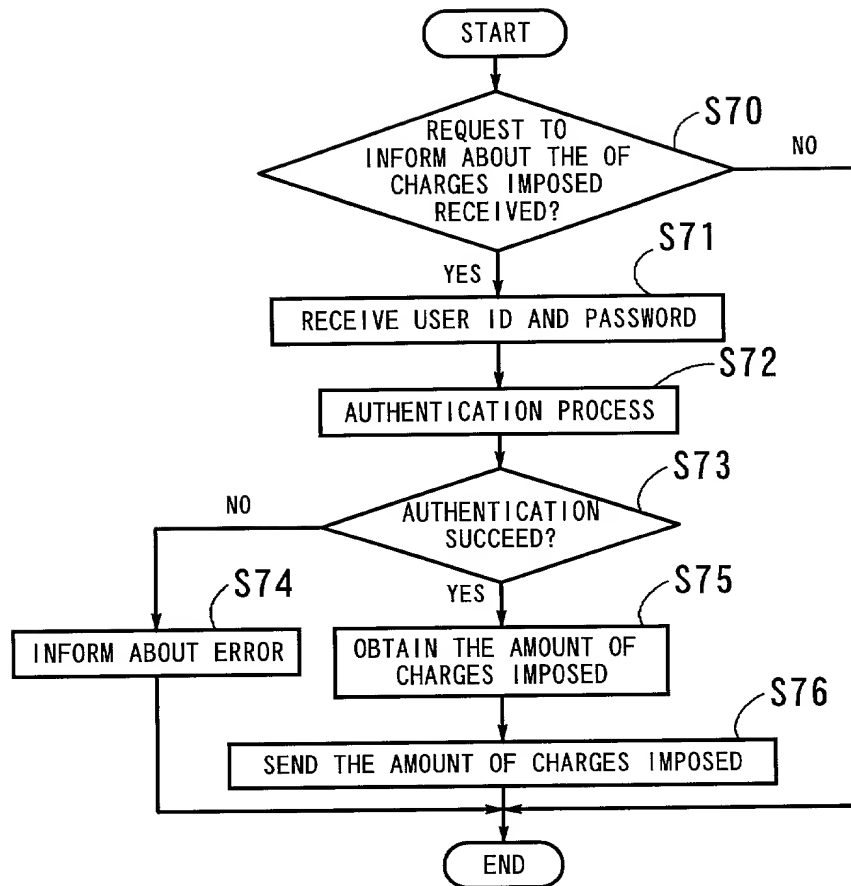 START
S70
REQUEST TO
INFORM ABOUT THE OF
CHARGES IMPOSED
RECEIVED?
NO
YES
S71
RECEIVE USER ID AND PASSWORD
S72
AUTHENTICATION PROCESS
S73
AUTHENTICATION
SUCCEED?
NO
YES
S74
INFORM ABOUT ERROR
S75
OBTAIN THE AMOUNT OF
CHARGES IMPOSED
S76
SEND THE AMOUNT OF CHARGES IMPOSED
END